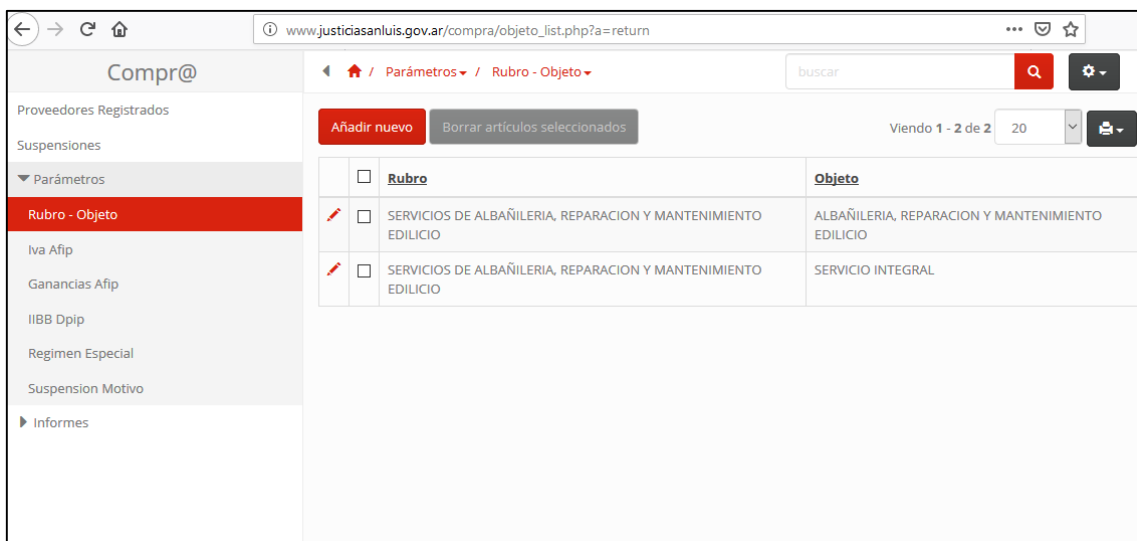 www.justiciasanluis.gov.ar/compra/objeto_list.php?a=return
Compr@
/ Parámetros / Rubro - Objeto
buscar
Proveedores Registrados
Suspensiones
Parámetros
Rubro - Objeto
Iva Afip
Ganancias Afip
IIBB Dpip
Regimen Especial
Suspension Motivo
Informes
Añadir nuevo
Borrar artículos seleccionados
Viendo 1 - 2 de 2
20
Rubro
Objeto
SERVICIOS DE ALBAÑILERIA, REPARACION Y MANTENIMIENTO
EDILICIO
ALBAÑILERIA, REPARACION Y MANTENIMIENTO
EDILICIO
SERVICIOS DE ALBAÑILERIA, REPARACION Y MANTENIMIENTO
EDILICIO
SERVICIO INTEGRAL